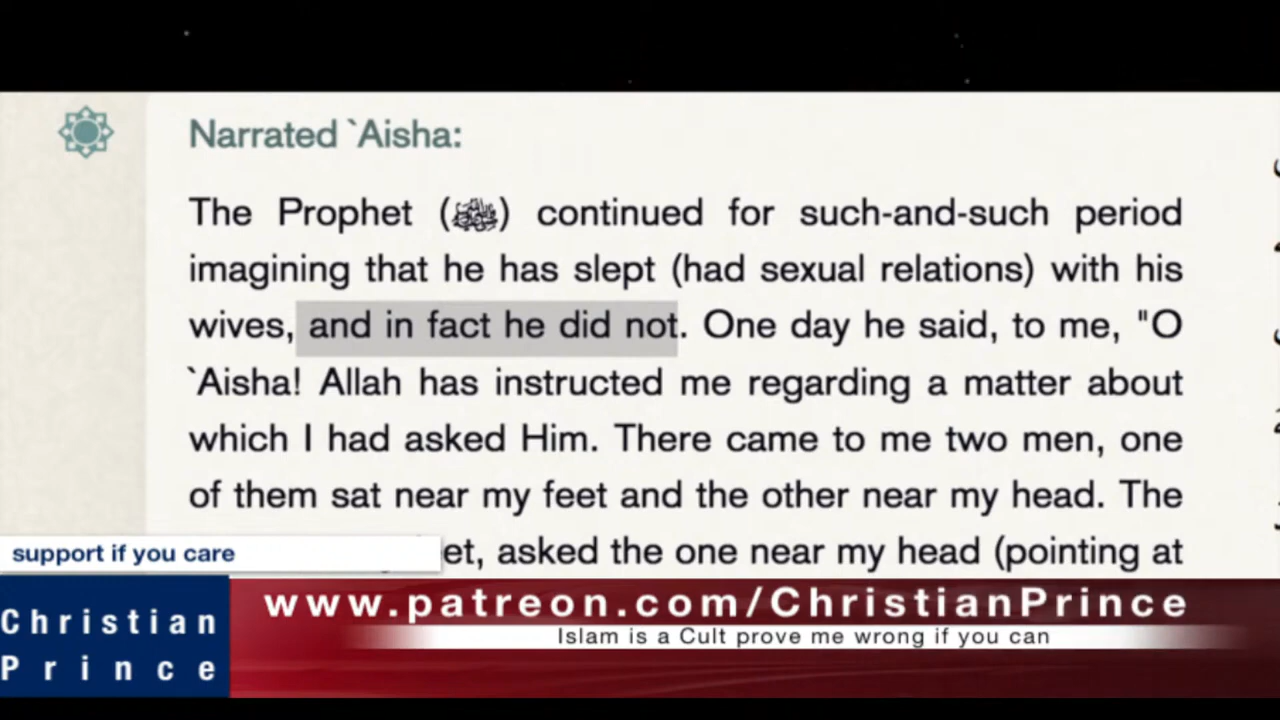 Narrated `Aisha:
The Prophet (ﷺ) continued for such-and-such period
imagining that he has slept (had sexual relations) with his
wives, and in fact he did not. One day he said, to me, "O
`Aisha! Allah has instructed me regarding a matter about
which I had asked Him. There came to me two men, one
of them sat near my feet and the other near my head. The
et, asked the one near my head (pointing at
support if you care
Christian
Prince
www.patreon.com/ChristianPrince
Islam is a Cult prove me wrong if you can